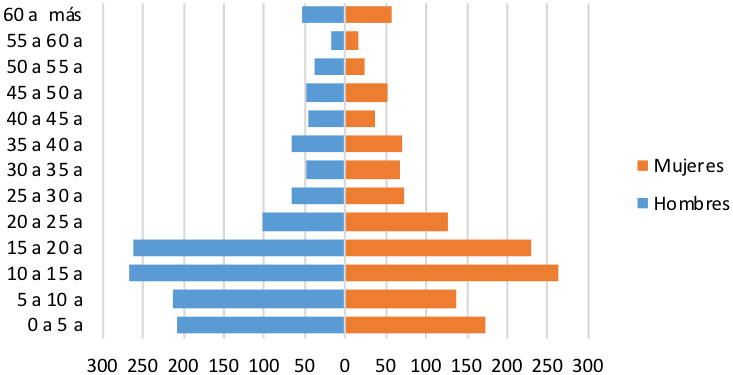 60 a más
55 a 60 a
50 a 55 a
45 a 50 a
40 a 45 a
35 a 40 a
30 a 35 a
25 a 30 a
20 a 25 a
15 a 20 a
10 a 15 a
5 a 10 a
0 a 5 a
300 250 200 150 100 50 0 50 100 150 200 250 300
Mujeres
Hombres